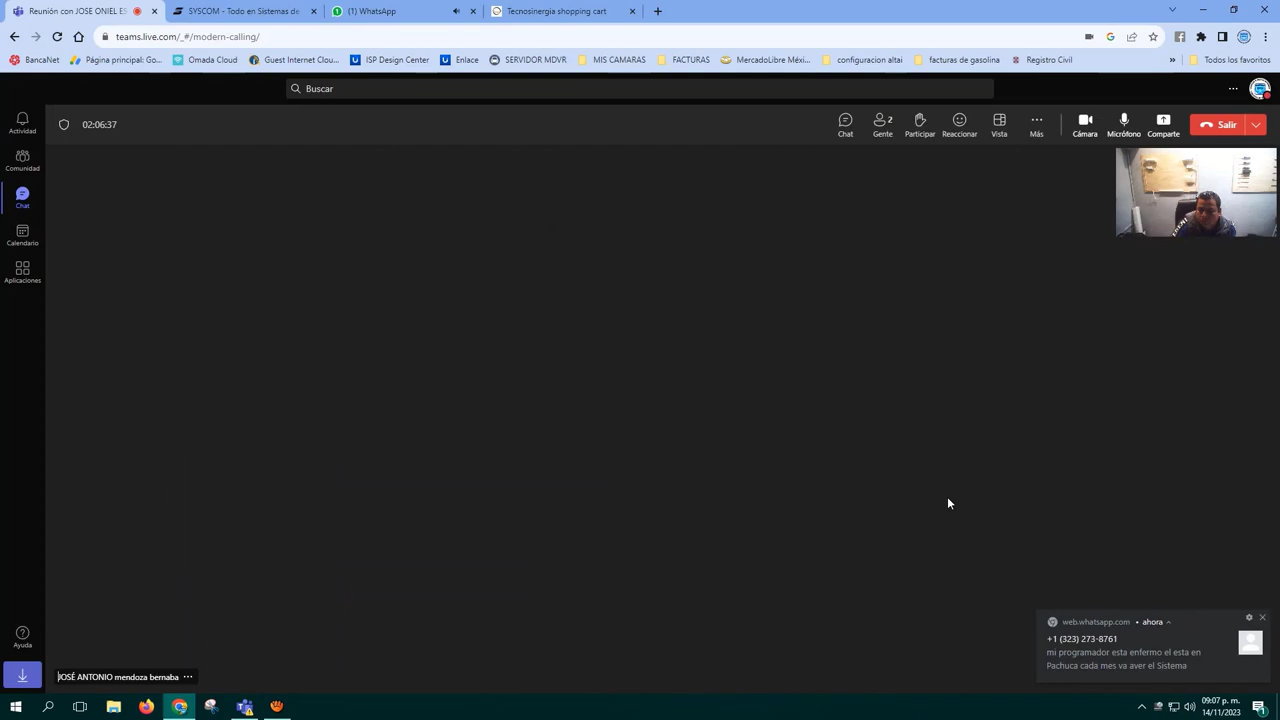 Reunión con JOSE ONIEL ES
SYSCOM - Todo en Sistemas de
(1) WhatsApp
Tecnosinergia shopping cart
teams.live.com/_#/modern-calling/
BancaNet
Página principal: Go...
Omada Cloud
Guest Internet Clou...
ISP Design Center
Enlace
SERVIDOR MDVR
MIS CAMARAS
FACTURAS
MercadoLibre Méxi...
configuracion altai
facturas de gasolina
Registro Civil
Todos los favoritos
Buscar
02:06:37
Chat
Gente 2
Participar
Reaccionar
Vista
Más
Cámara
Micrófono
Comparte
Salir
Actividad
Comunidad
Chat
Calendario
Aplicaciones
Ayuda
web.whatsapp.com • ahora
+1 (323) 273-8761
mi programador esta enfermo el esta en
Pachuca cada mes va aver el Sistema
JOSÉ ANTONIO mendoza bernaba
09:07 p. m.
14/11/2023
1